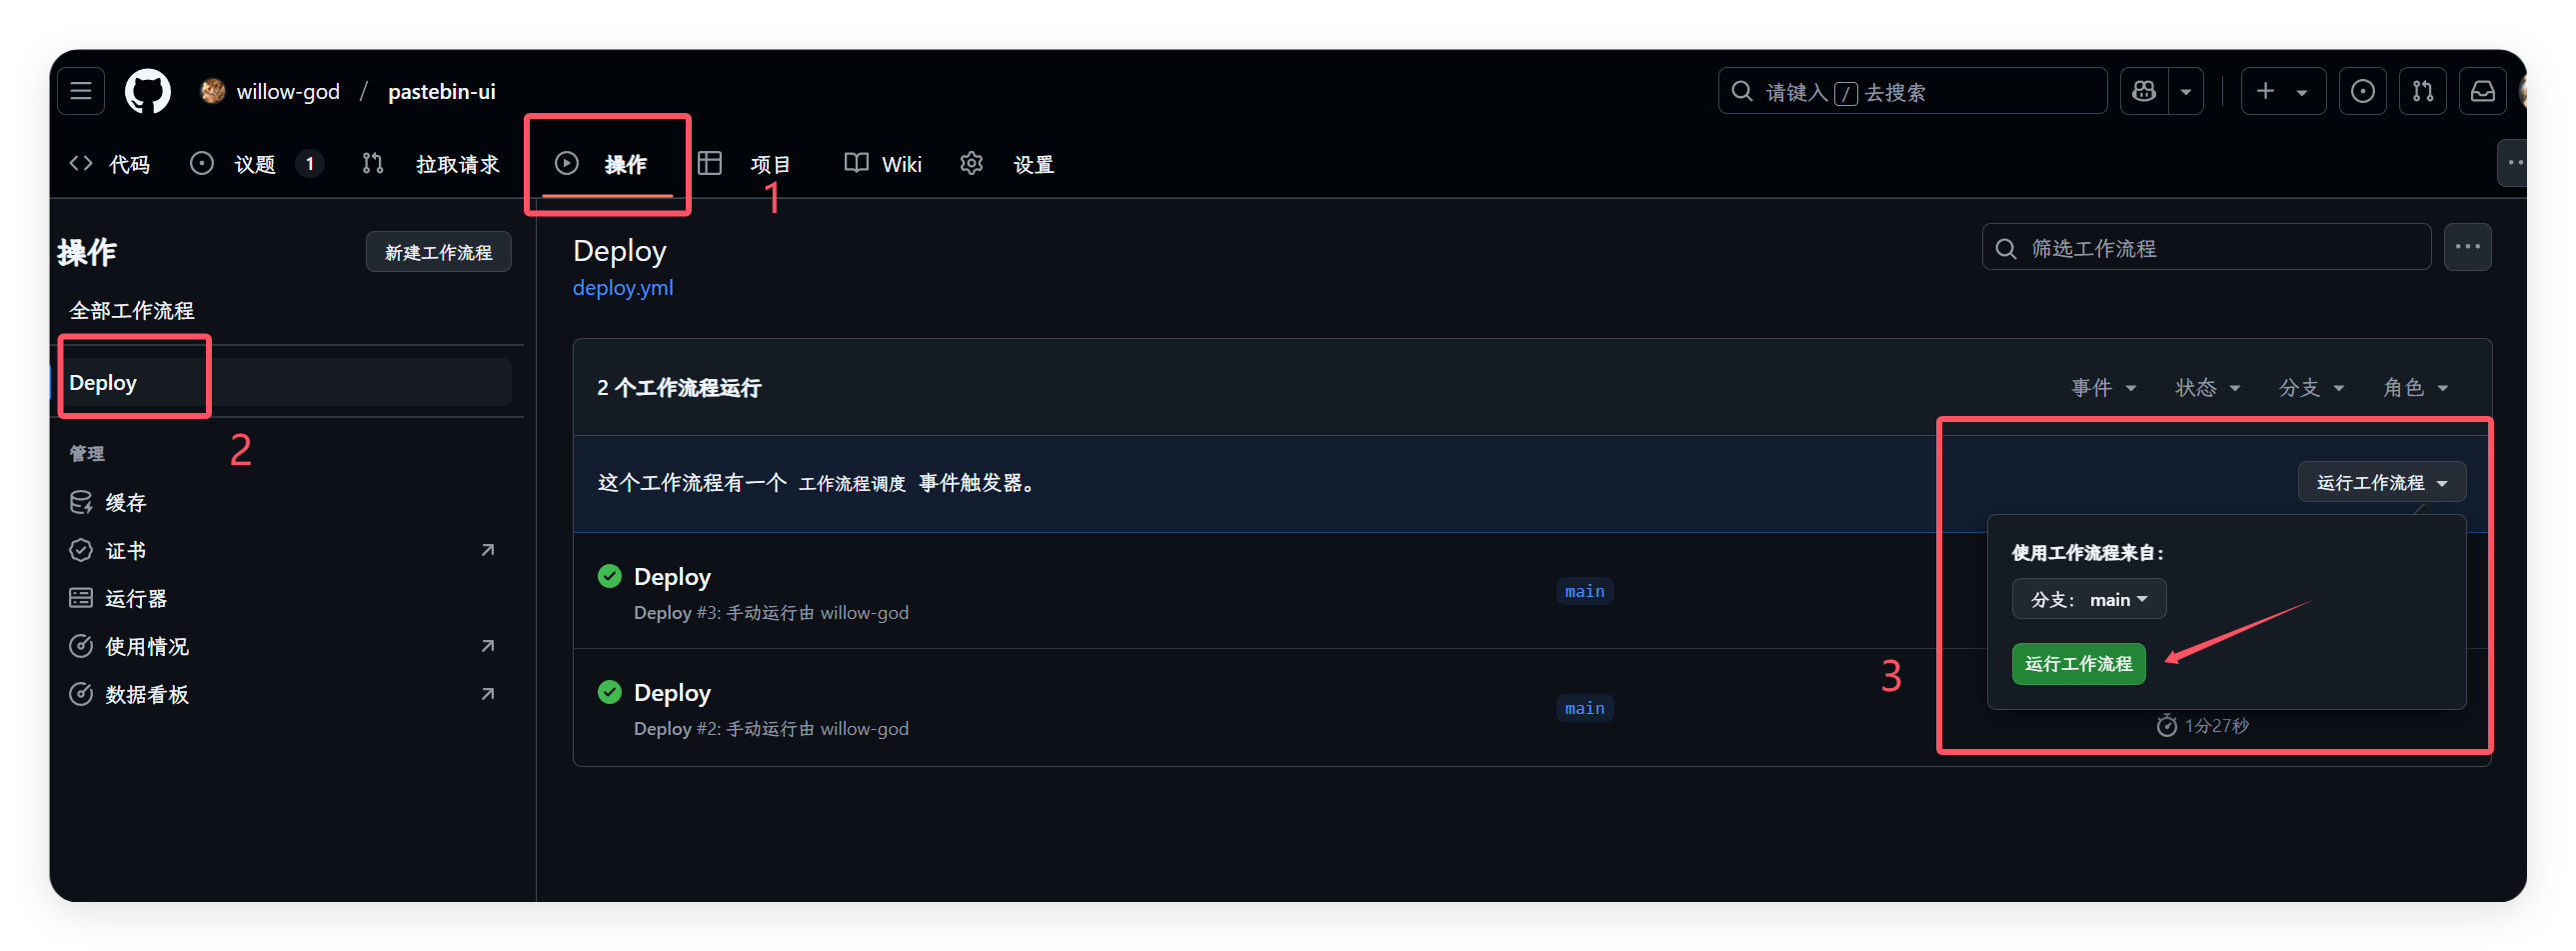 willow-god / pastebin-ui
请键入 / 去搜索
代码 议题 1 拉取请求 操作 项目 Wiki 设置
1
操作
新建工作流程
全部工作流程
Deploy
2
管理
缓存
证书
运行器
使用情况
数据看板
Deploy
deploy.yml
筛选工作流程
2 个工作流程运行
事件 状态 分支 角色
这个工作流程有一个 工作流程调度 事件触发器。
运行工作流程
使用工作流程来自：
分支： main
运行工作流程
3
Deploy
Deploy #3: 手动运行由 willow-god
main
Deploy
Deploy #2: 手动运行由 willow-god
main
1分27秒